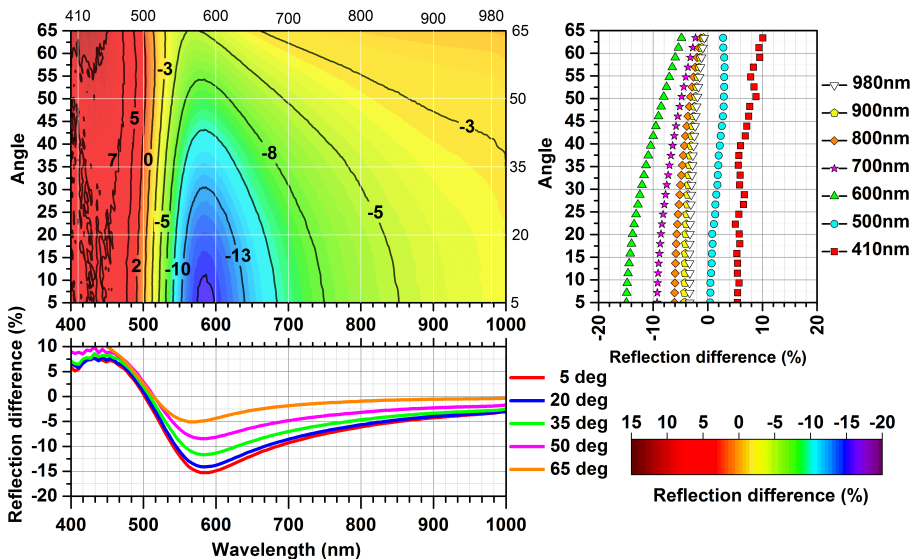 410 500 600 700 800 900 980
65 65
60
55
50 50
45
40
35 35
30
25
20 20
15
10
5 5
Angle
-3
5
7 0
-8
-3
-5
-5
2 -10 -13
400 500 600 700 800 900 1000
10
5
0
-5
-10
-15
-20
Reflection difference (%)
400 500 600 700 800 900 1000
Wavelength (nm)
5 deg
20 deg
35 deg
50 deg
65 deg
65
60
55
50
45
40
35
30
25
20
15
10
5
Angle
-20 -10 0 10 20
Reflection difference (%)
980nm
900nm
800nm
700nm
600nm
500nm
410nm
15 10 5 0 -5 -10 -15 -20
Reflection difference (%)